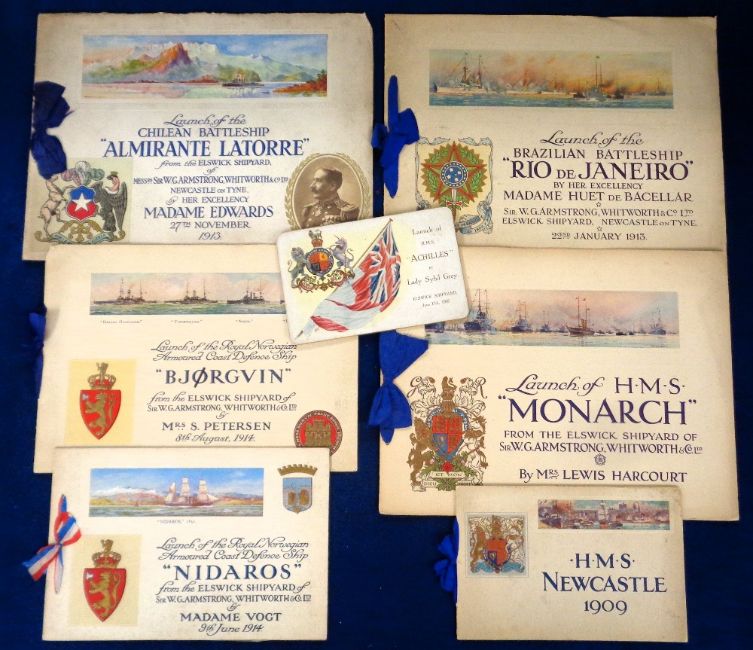 Launch of the
CHILEAN BATTLESHIP
"ALMIRANTE LATORRE"
from the ELSWICK SHIPYARD,
of
MESSRS SIR W.G. ARMSTRONG, WHITWORTH & CO LTD
NEWCASTLE ON TYNE,
by HER EXCELLENCY
MADAME EDWARDS
27TH NOVEMBER
1913.
Launch of the
BRAZILIAN BATTLESHIP
"RIO DE JANEIRO"
BY HER EXCELLENCY
MADAME HUET DE BACELLAR
SIR W.G. ARMSTRONG, WHITWORTH & CO LTD
ELSWICK SHIPYARD, NEWCASTLE ON TYNE.
22ND JANUARY 1913.
Launch of
H.M.S.
"ACHILLES"
BY
Lady Sybil Grey
ELSWICK SHIPYARD,
Launch of the Royal Norwegian
Armoured Coast Defence Ship
"BJØRGVIN"
from the ELSWICK SHIPYARD of
SIR W.G. ARMSTRONG, WHITWORTH & CO LTD
by
MRS S. PETERSEN
8th August, 1914.
G R
Launch of H.M.S.
"MONARCH"
FROM THE ELSWICK SHIPYARD OF
SIR W.G. ARMSTRONG, WHITWORTH & CO LTD
BY MRS LEWIS HARCOURT
Launch of the Royal Norwegian
Armoured Coast Defence Ship
"NIDAROS"
from the ELSWICK SHIPYARD of
SIR W.G. ARMSTRONG, WHITWORTH & CO LTD
by
MADAME VOGT
9th June 1914
H.M.S.
NEWCASTLE
1909